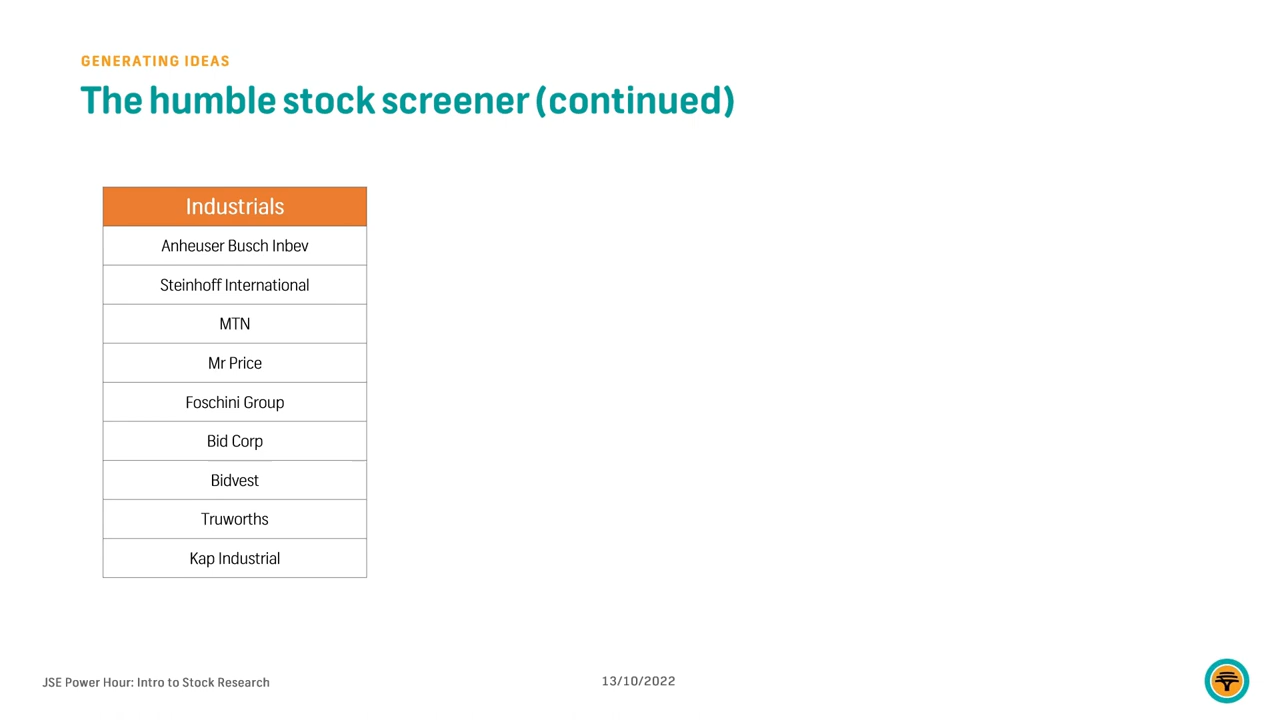 GENERATING IDEAS
The humble stock screener (continued)
Industrials
Anheuser Busch Inbev
Steinhoff International
MTN
Mr Price
Foschini Group
Bid Corp
Bidvest
Truworths
Kap Industrial
JSE Power Hour: Intro to Stock Research
13/10/2022